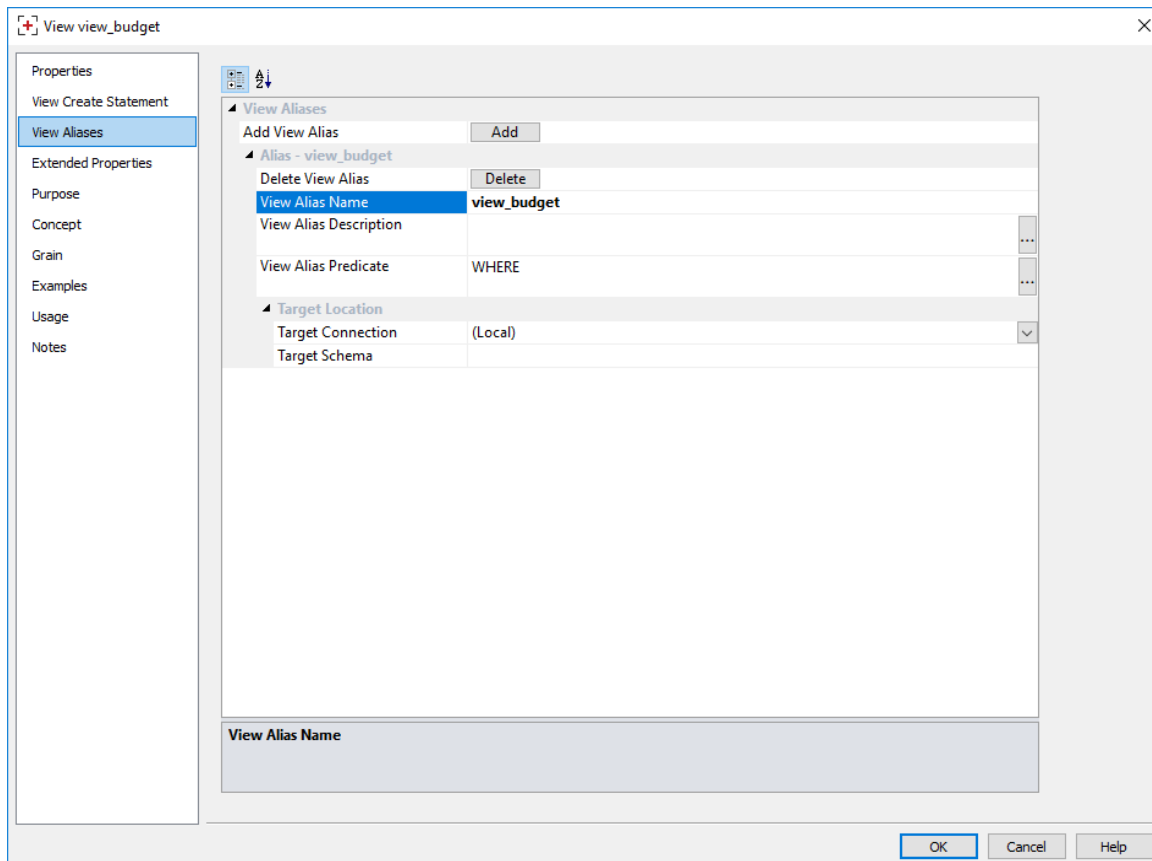 View view_budget
Properties
View Create Statement
View Aliases
Extended Properties
Purpose
Concept
Grain
Examples
Usage
Notes
View Aliases
Add View Alias Add
Alias - view_budget
Delete View Alias Delete
View Alias Name view_budget
View Alias Description ...
View Alias Predicate WHERE ...
Target Location
Target Connection (Local)
Target Schema
View Alias Name
OK Cancel Help